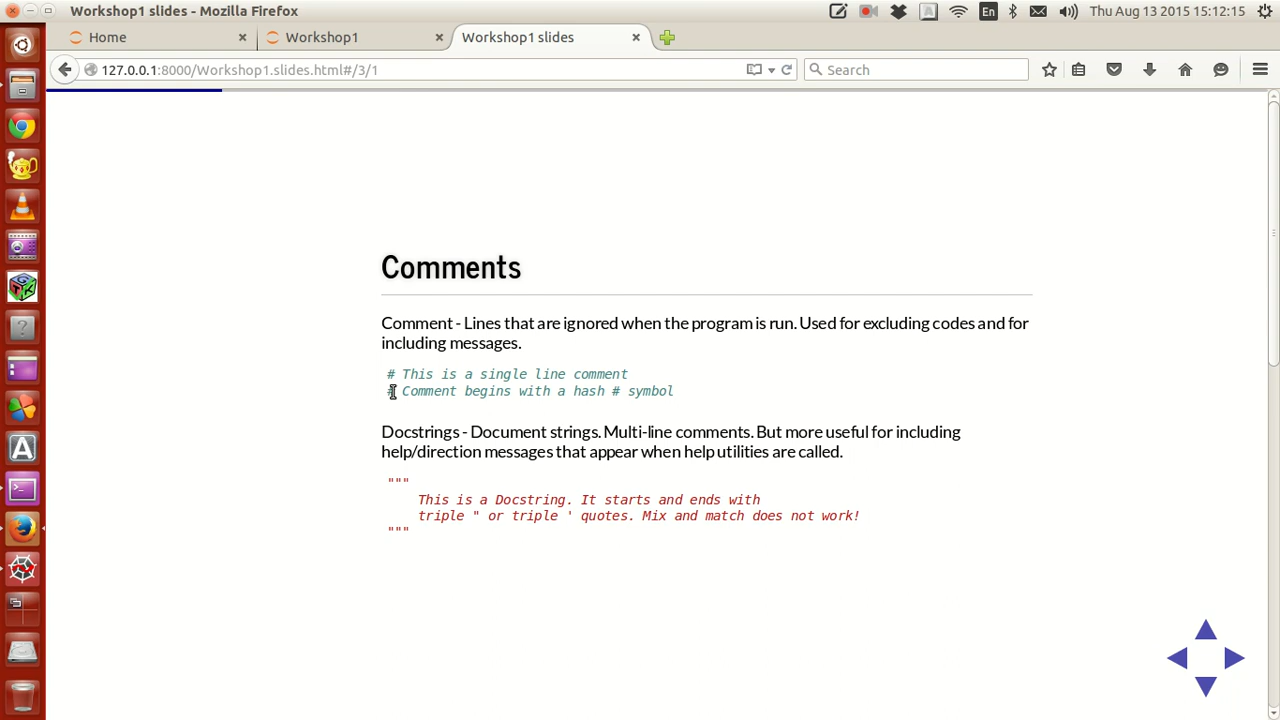 Workshop1 slides - Mozilla Firefox
En
Thu Aug 13 2015 15:12:15
Home
Workshop1
Workshop1 slides
127.0.0.1:8000/Workshop1.slides.html#/3/1
Search
Comments
Comment - Lines that are ignored when the program is run. Used for excluding codes and for
including messages.
# This is a single line comment
# Comment begins with a hash # symbol
Docstrings - Document strings. Multi-line comments. But more useful for including
help/direction messages that appear when help utilities are called.
"""
This is a Docstring. It starts and ends with
triple " or triple ' quotes. Mix and match does not work!
"""